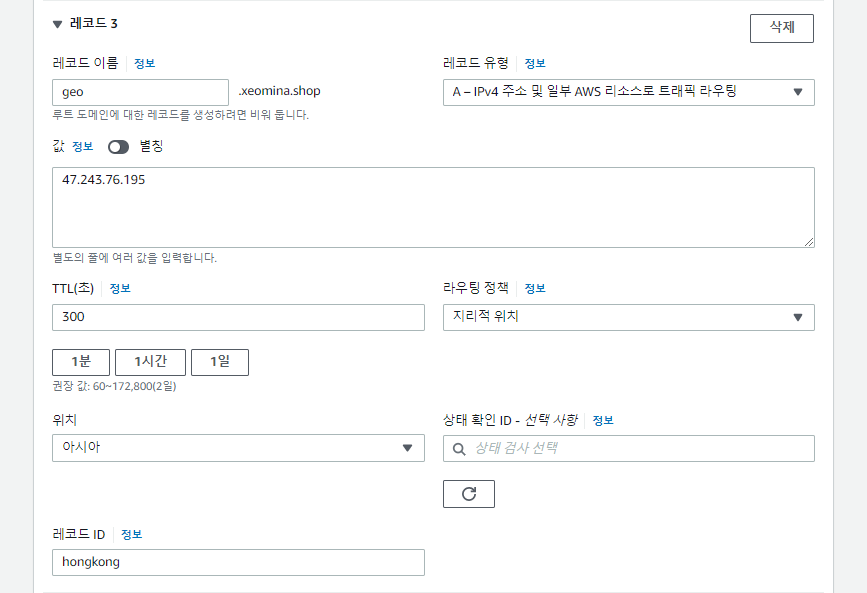 ▼ 레코드 3
삭제
레코드 이름 정보
레코드 유형 정보
geo .xeomina.shop
A – IPv4 주소 및 일부 AWS 리소스로 트래픽 라우팅
루트 도메인에 대한 레코드를 생성하려면 비워 둡니다.
값 정보 별칭
47.243.76.195
별도의 풀에 여러 값을 입력합니다.
TTL(초) 정보
라우팅 정책 정보
300
지리적 위치
1분 1시간 1일
권장 값: 60~172,800(2일)
위치
상태 확인 ID - 선택 사항 정보
아시아
상태 검사 선택
레코드 ID 정보
hongkong